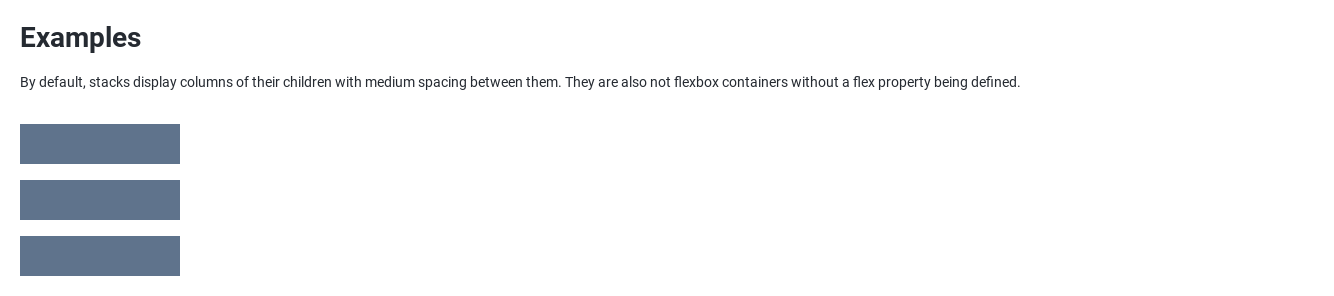 Examples
By default, stacks display columns of their children with medium spacing between them. They are also not flexbox containers without a flex property being defined.